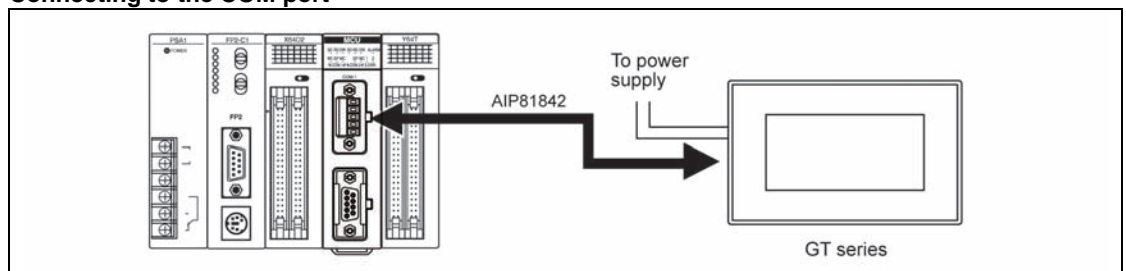 Connecting to the COM port
PSA1
FP2-C1
X64D2
MCU
Y64T
POWER
COM 1
FP2
To power
supply
AIP81842
GT series